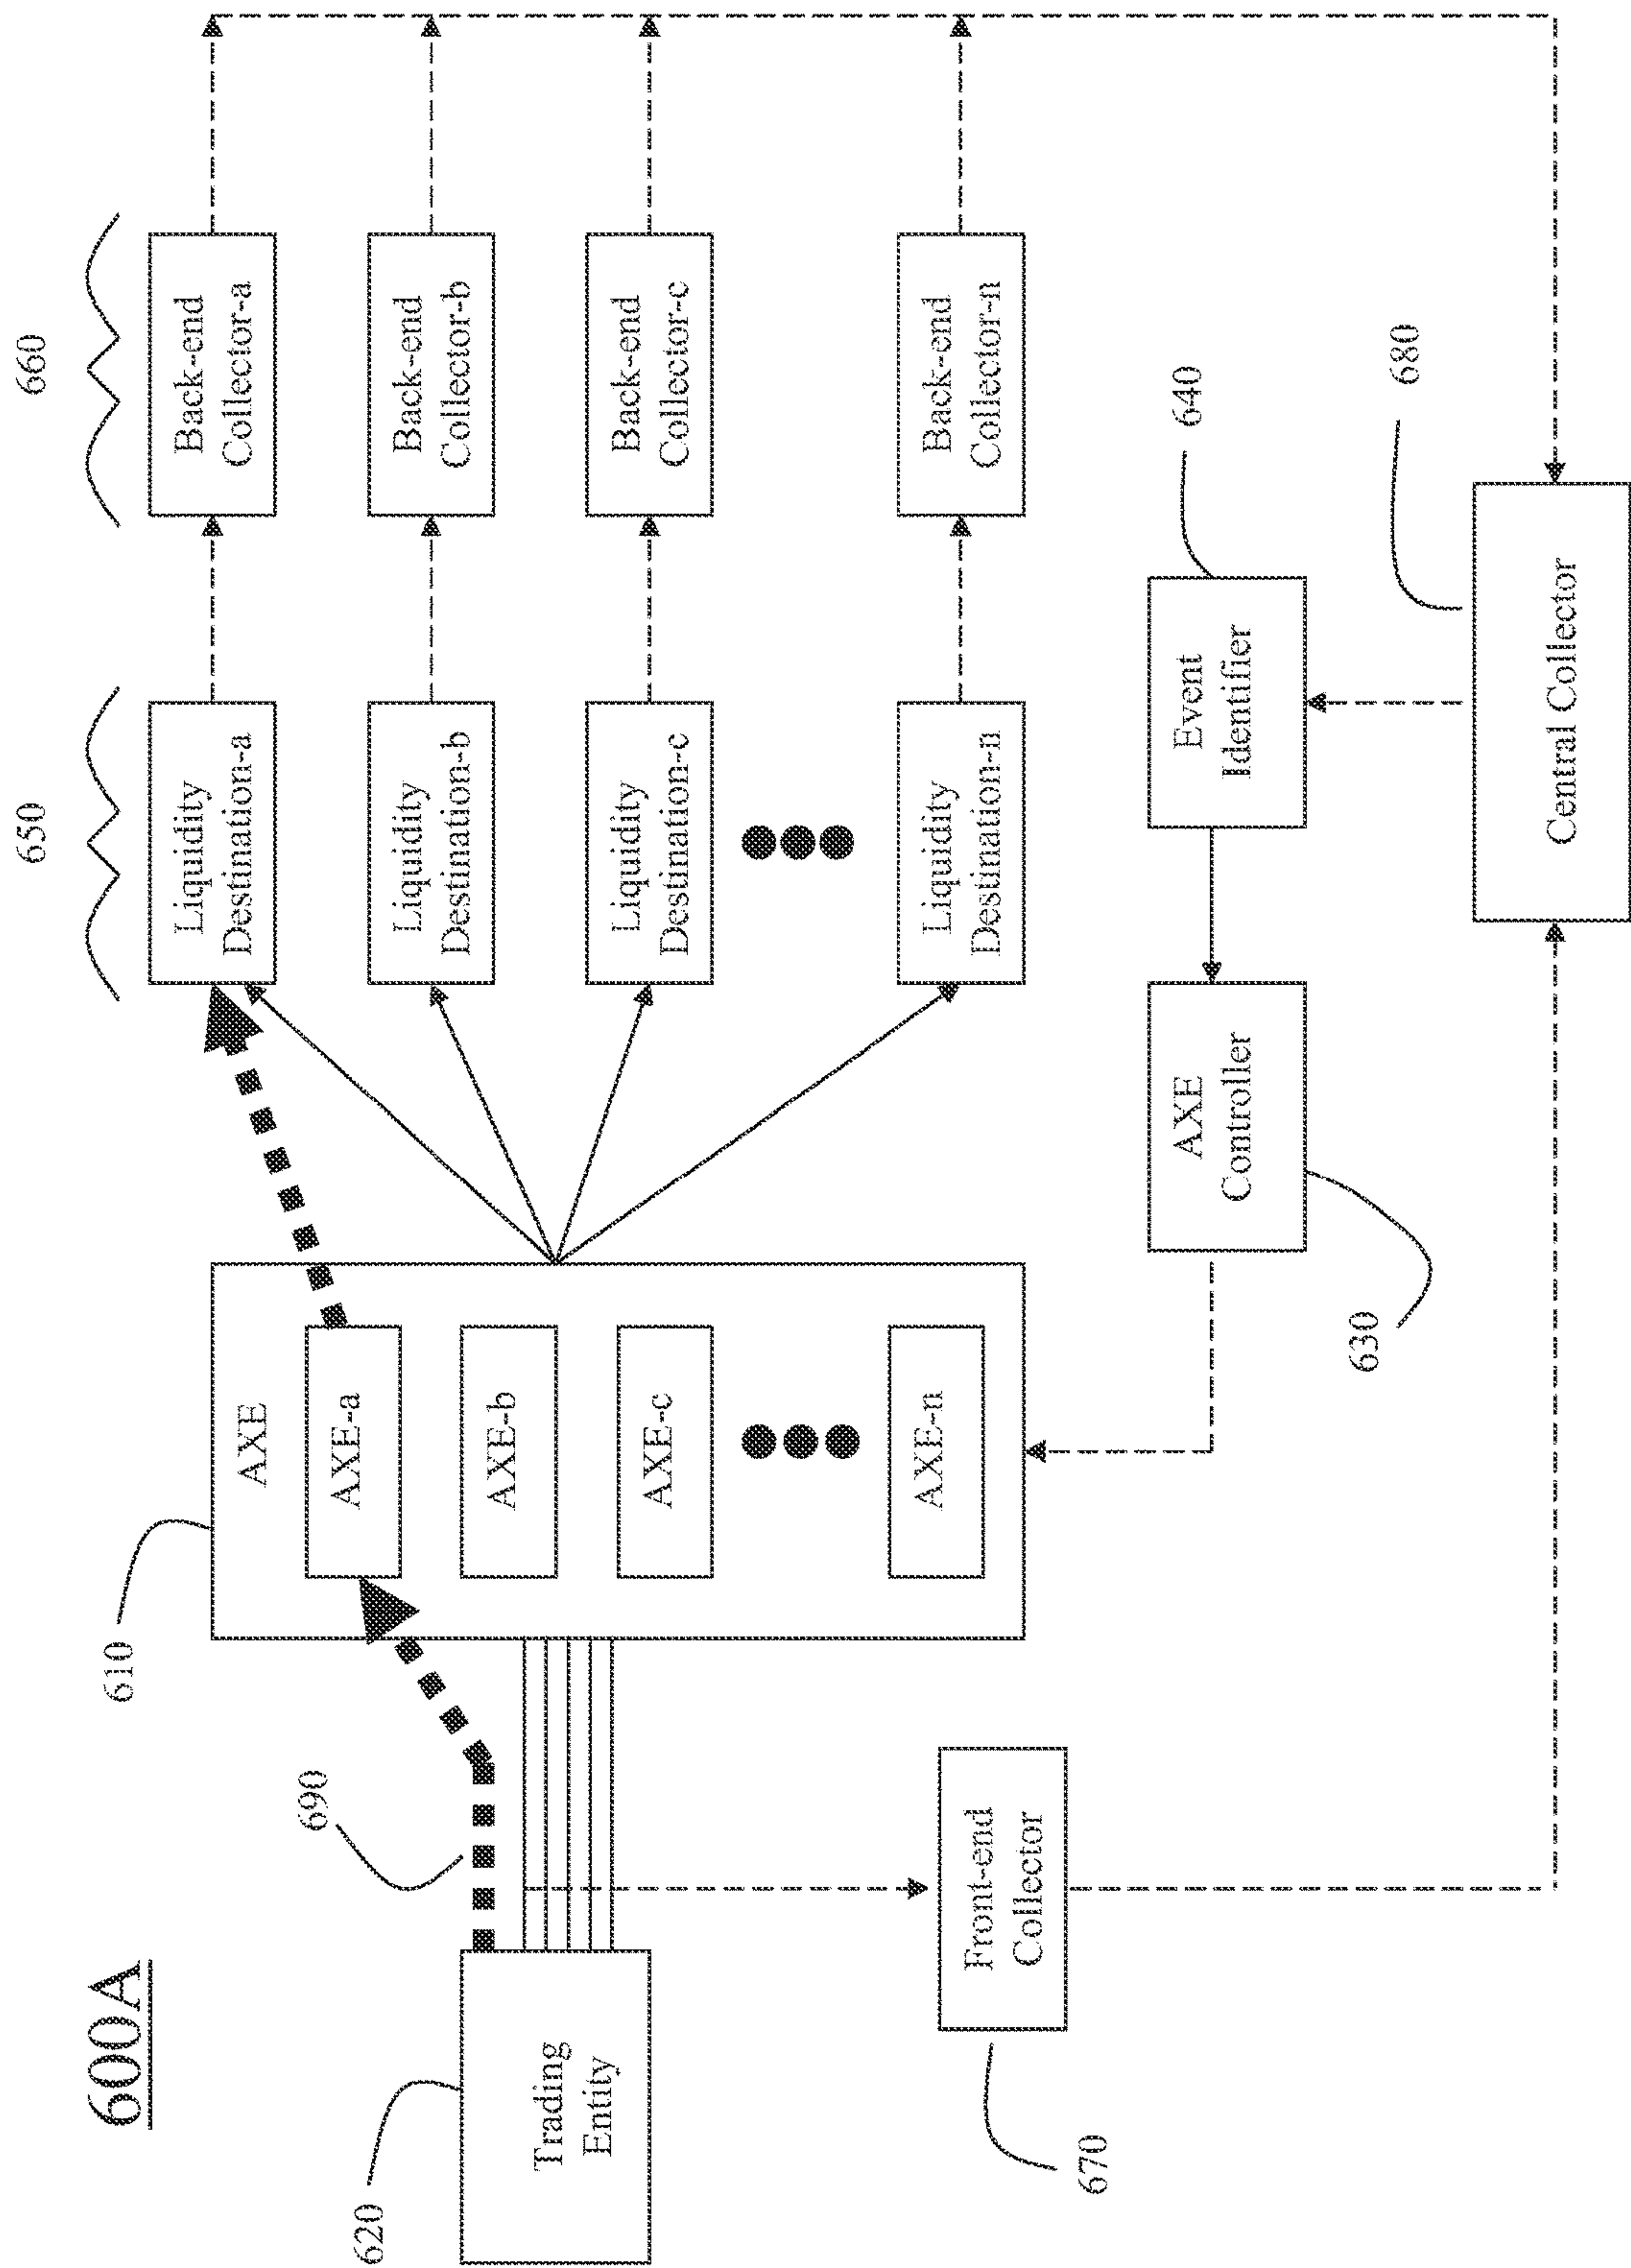 600A
620
Trading
Entity
690
610
AXE
AXE-a
AXE-b
AXE-c
AXE-n
650
Liquidity
Destination-a
Liquidity
Destination-b
Liquidity
Destination-c
Liquidity
Destination-n
660
Back-end
Collector-a
Back-end
Collector-b
Back-end
Collector-c
Back-end
Collector-n
670
Front-end
Collector
630
AXE
Controller
640
Event
Identifier
680
Central Collector